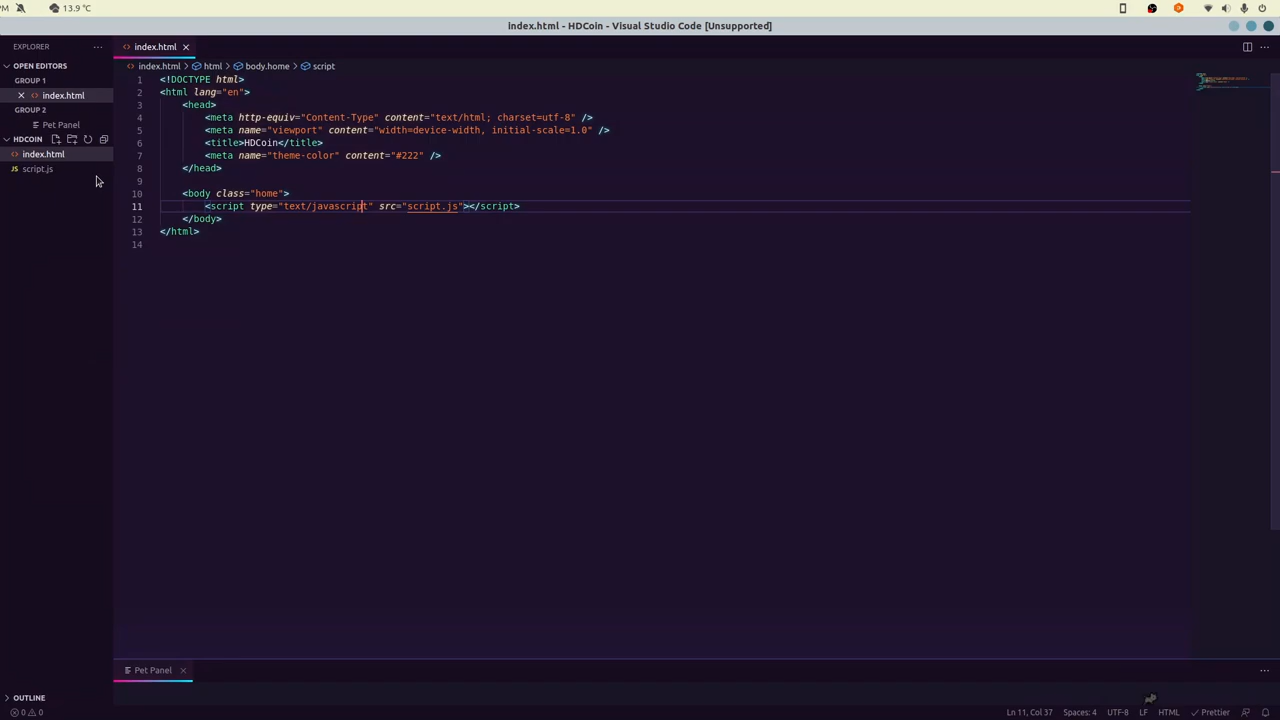 PM 13.9 °C
index.html - HDCoin - Visual Studio Code [Unsupported]
EXPLORER
OPEN EDITORS
GROUP 1
index.html
GROUP 2
Pet Panel
HDCOIN
index.html
JS script.js
index.html
index.html > html > body.home > script
1 <!DOCTYPE html>
2 <html lang="en">
3 <head>
4 <meta http-equiv="Content-Type" content="text/html; charset=utf-8" />
5 <meta name="viewport" content="width=device-width, initial-scale=1.0" />
6 <title>HDCoin</title>
7 <meta name="theme-color" content="#222" />
8 </head>
9
10 <body class="home">
11 <script type="text/javascript" src="script.js"></script>
12 </body>
13 </html>
14
Pet Panel
OUTLINE
0 0
Ln 11, Col 37 Spaces: 4 UTF-8 LF HTML Prettier